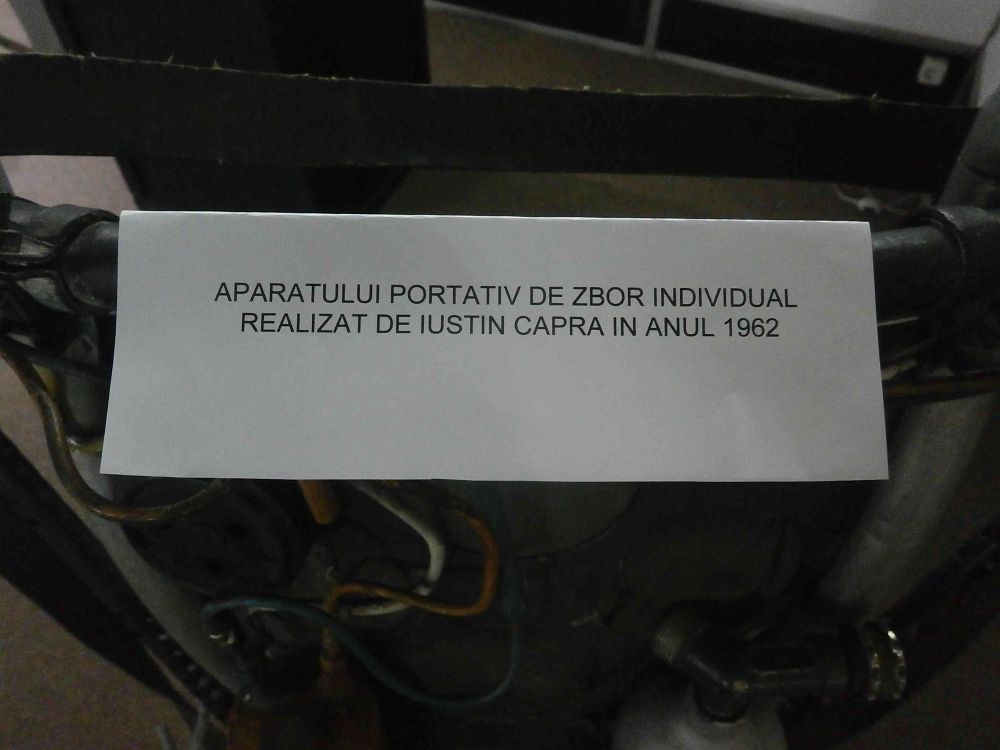 APARATULUI PORTATIV DE ZBOR INDIVIDUAL
REALIZAT DE IUSTIN CAPRA IN ANUL 1962